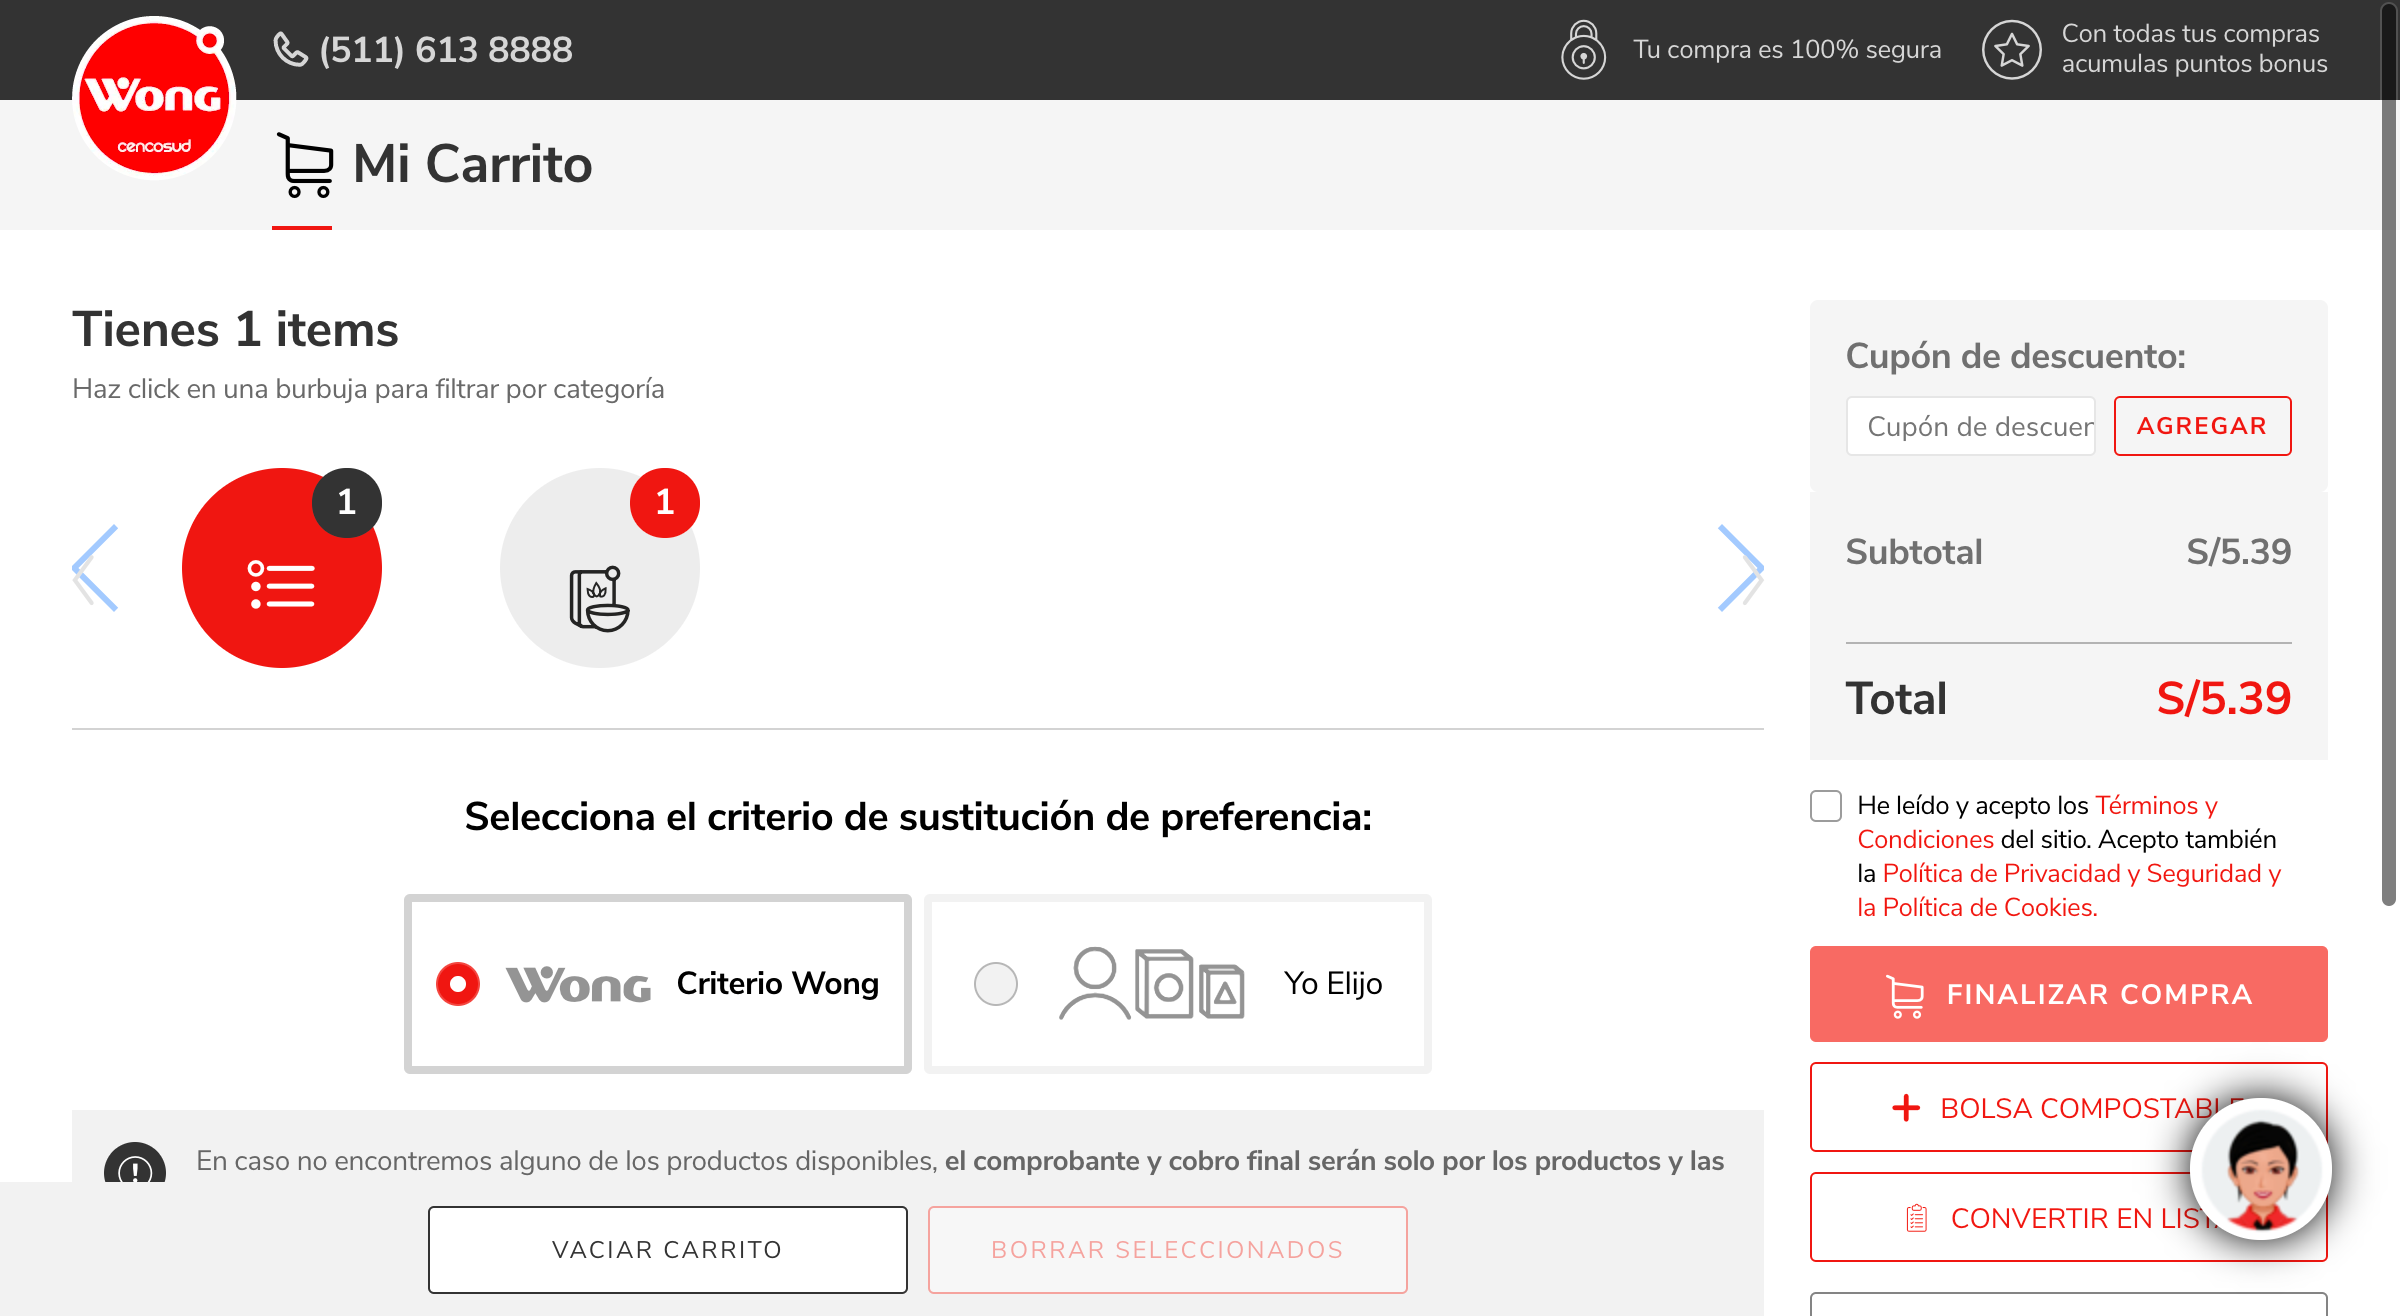 Wong
cencosud
(511) 613 8888
Tu compra es 100% segura
Con todas tus compras
acumulas puntos bonus
Mi Carrito
Tienes 1 items
Haz click en una burbuja para filtrar por categoría
1
1
Selecciona el criterio de sustitución de preferencia:
Wong
Criterio Wong
Yo Elijo
En caso no encontremos alguno de los productos disponibles, el comprobante y cobro final serán solo por los productos y las
VACIAR CARRITO
BORRAR SELECCIONADOS
Cupón de descuento:
Cupón de descuen
AGREGAR
Subtotal
S/5.39
Total
S/5.39
He leído y acepto los Términos y
Condiciones del sitio. Acepto también
la Política de Privacidad y Seguridad y
la Política de Cookies.
FINALIZAR COMPRA
BOLSA COMPOSTABLE
CONVERTIR EN LISTA